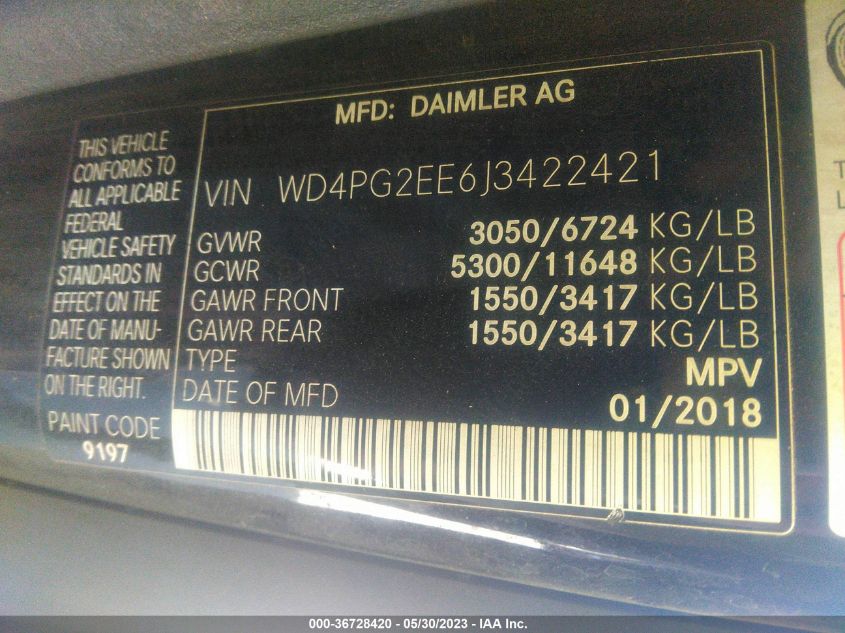 MFD: DAIMLER AG
THIS VEHICLE
CONFORMS TO
ALL APPLICABLE
FEDERAL
VEHICLE SAFETY
STANDARDS IN
EFFECT ON THE
DATE OF MANU-
FACTURE SHOWN
ON THE RIGHT.
PAINT CODE
9197
VIN WD4PG2EE6J3422421
GVWR 3050/6724 KG/LB
GCWR 5300/11648 KG/LB
GAWR FRONT 1550/3417 KG/LB
GAWR REAR 1550/3417 KG/LB
TYPE MPV
DATE OF MFD 01/2018
T
L
000-36728420 - 05/30/2023 - IAA Inc.